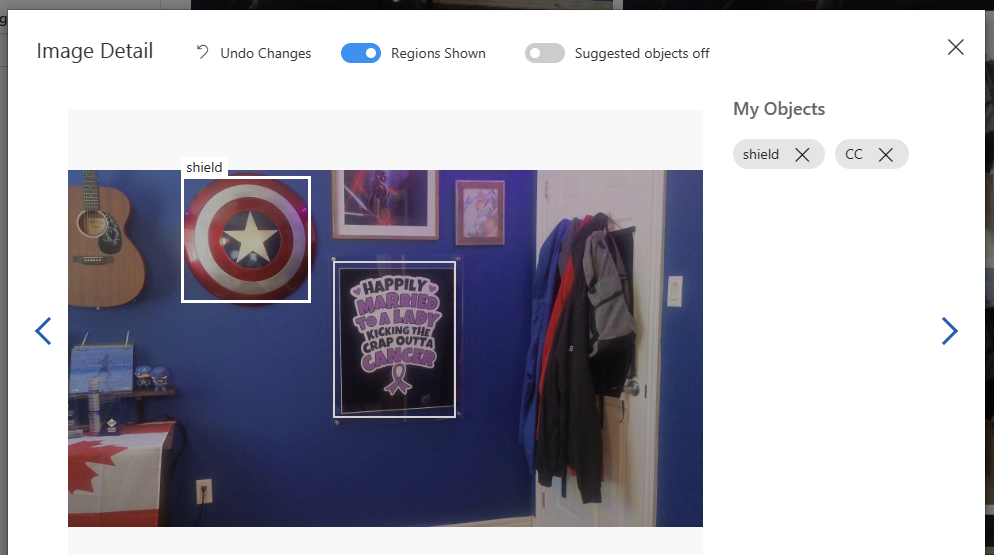 Image Detail
Undo Changes
Regions Shown
Suggested objects off
My Objects
shield
CC
shield
HAPPILY
MARRIED
TO A LADY
KICKING THE
CRAP OUTTA
CANCER